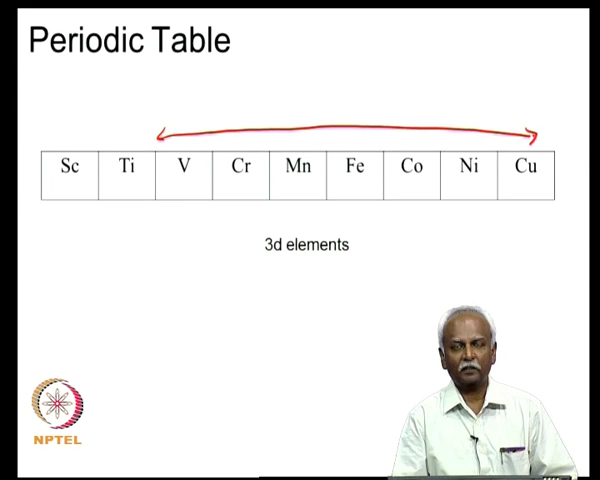 Periodic Table
Sc Ti V Cr Mn Fe Co Ni Cu
3d elements
NPTEL